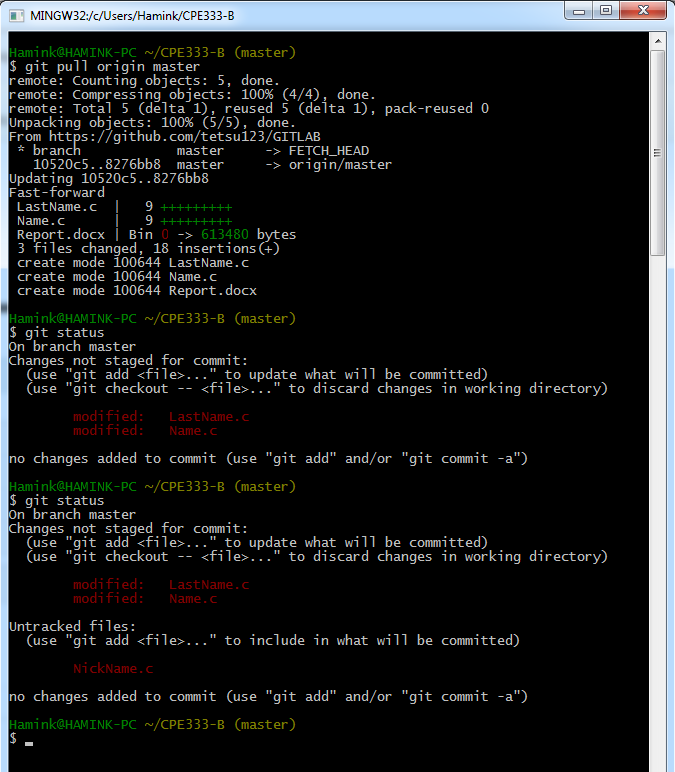 MINGW32:/c/Users/Hamink/CPE333-B
Hamink@HAMINK-PC ~/CPE333-B (master)
$ git pull origin master
remote: Counting objects: 5, done.
remote: Compressing objects: 100% (4/4), done.
remote: Total 5 (delta 1), reused 5 (delta 1), pack-reused 0
Unpacking objects: 100% (5/5), done.
From https://github.com/tetsu123/GITLAB
 * branch            master     -> FETCH_HEAD
   10520c5..8276bb8  master     -> origin/master
Updating 10520c5..8276bb8
Fast-forward
 LastName.c  |   9 +++++++++
 Name.c      |   9 +++++++++
 Report.docx | Bin 0 -> 613480 bytes
 3 files changed, 18 insertions(+)
 create mode 100644 LastName.c
 create mode 100644 Name.c
 create mode 100644 Report.docx
Hamink@HAMINK-PC ~/CPE333-B (master)
$ git status
On branch master
Changes not staged for commit:
  (use "git add <file>..." to update what will be committed)
  (use "git checkout -- <file>..." to discard changes in working directory)
        modified:   LastName.c
        modified:   Name.c
no changes added to commit (use "git add" and/or "git commit -a")
Hamink@HAMINK-PC ~/CPE333-B (master)
$ git status
On branch master
Changes not staged for commit:
  (use "git add <file>..." to update what will be committed)
  (use "git checkout -- <file>..." to discard changes in working directory)
        modified:   LastName.c
        modified:   Name.c
Untracked files:
  (use "git add <file>..." to include in what will be committed)
        NickName.c
no changes added to commit (use "git add" and/or "git commit -a")
Hamink@HAMINK-PC ~/CPE333-B (master)
$